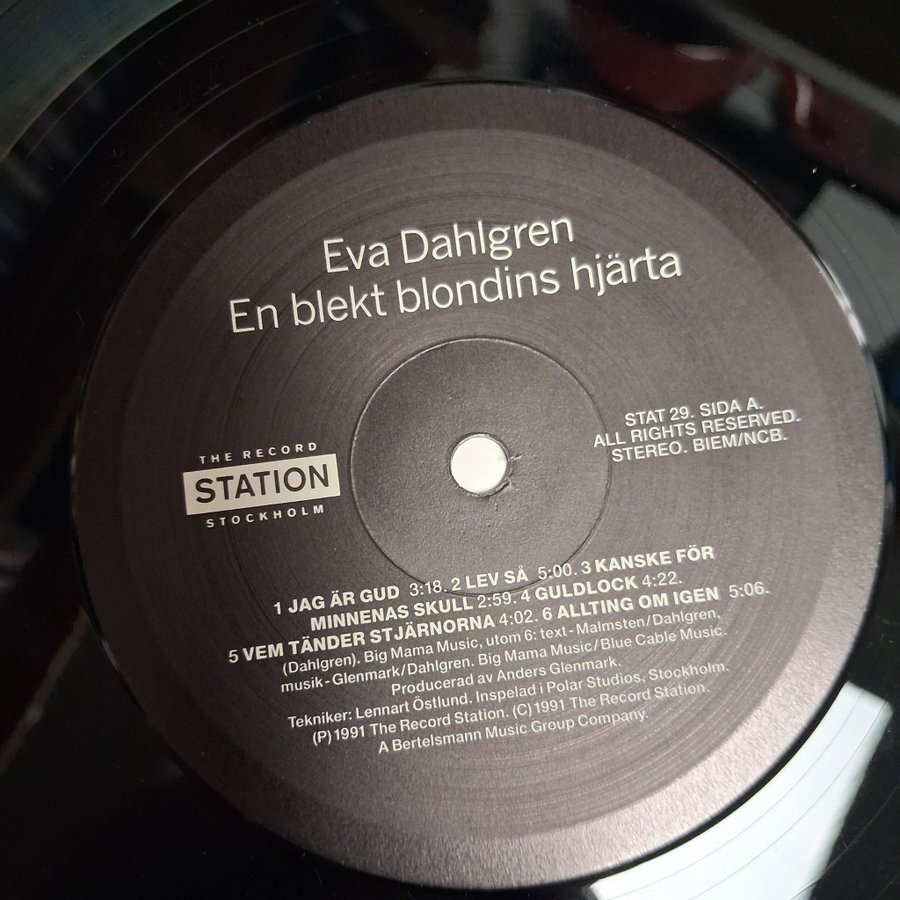 Eva Dahlgren
En blekt blondins hjärta
STAT 29. SIDA A.
ALL RIGHTS RESERVED.
STEREO. BIEM/NCB.
THE RECORD
STATION
STOCKHOLM
1 JAG ÄR GUD 3:18. 2 LEV SÅ 5:00. 3 KANSKE FÖR
MINNENAS SKULL 2:59. 4 GULDLOCK 4:22.
5 VEM TÄNDER STJÄRNORNA 4:02. 6 ALLTING OM IGEN 5:06.
(Dahlgren). Big Mama Music, utom 6: text-Malmsten/Dahlgren,
musik-Glenmark/Dahlgren. Big Mama Music/Blue Cable Music.
Producerad av Anders Glenmark.
Tekniker: Lennart Östlund. Inspelad i Polar Studios, Stockholm.
(P) 1991 The Record Station. (C) 1991 The Record Station.
A Bertelsmann Music Group Company.